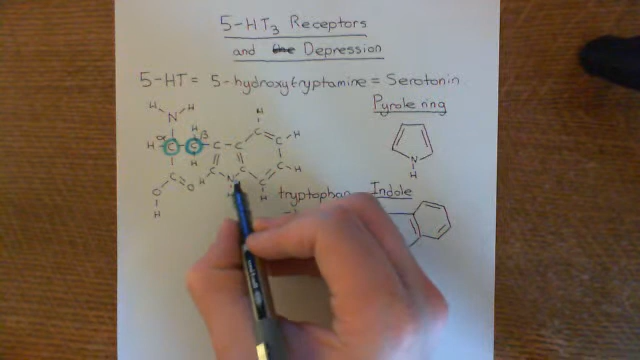 5-HT3 Receptors
and the Depression
5-HT = 5-hydroxytryptamine = Serotonin
Pyrole ring
H H
N
H H
α β
H C C C C C C H
H
C C C C C H
O O H N H
H
N
H
tryptophan Indole